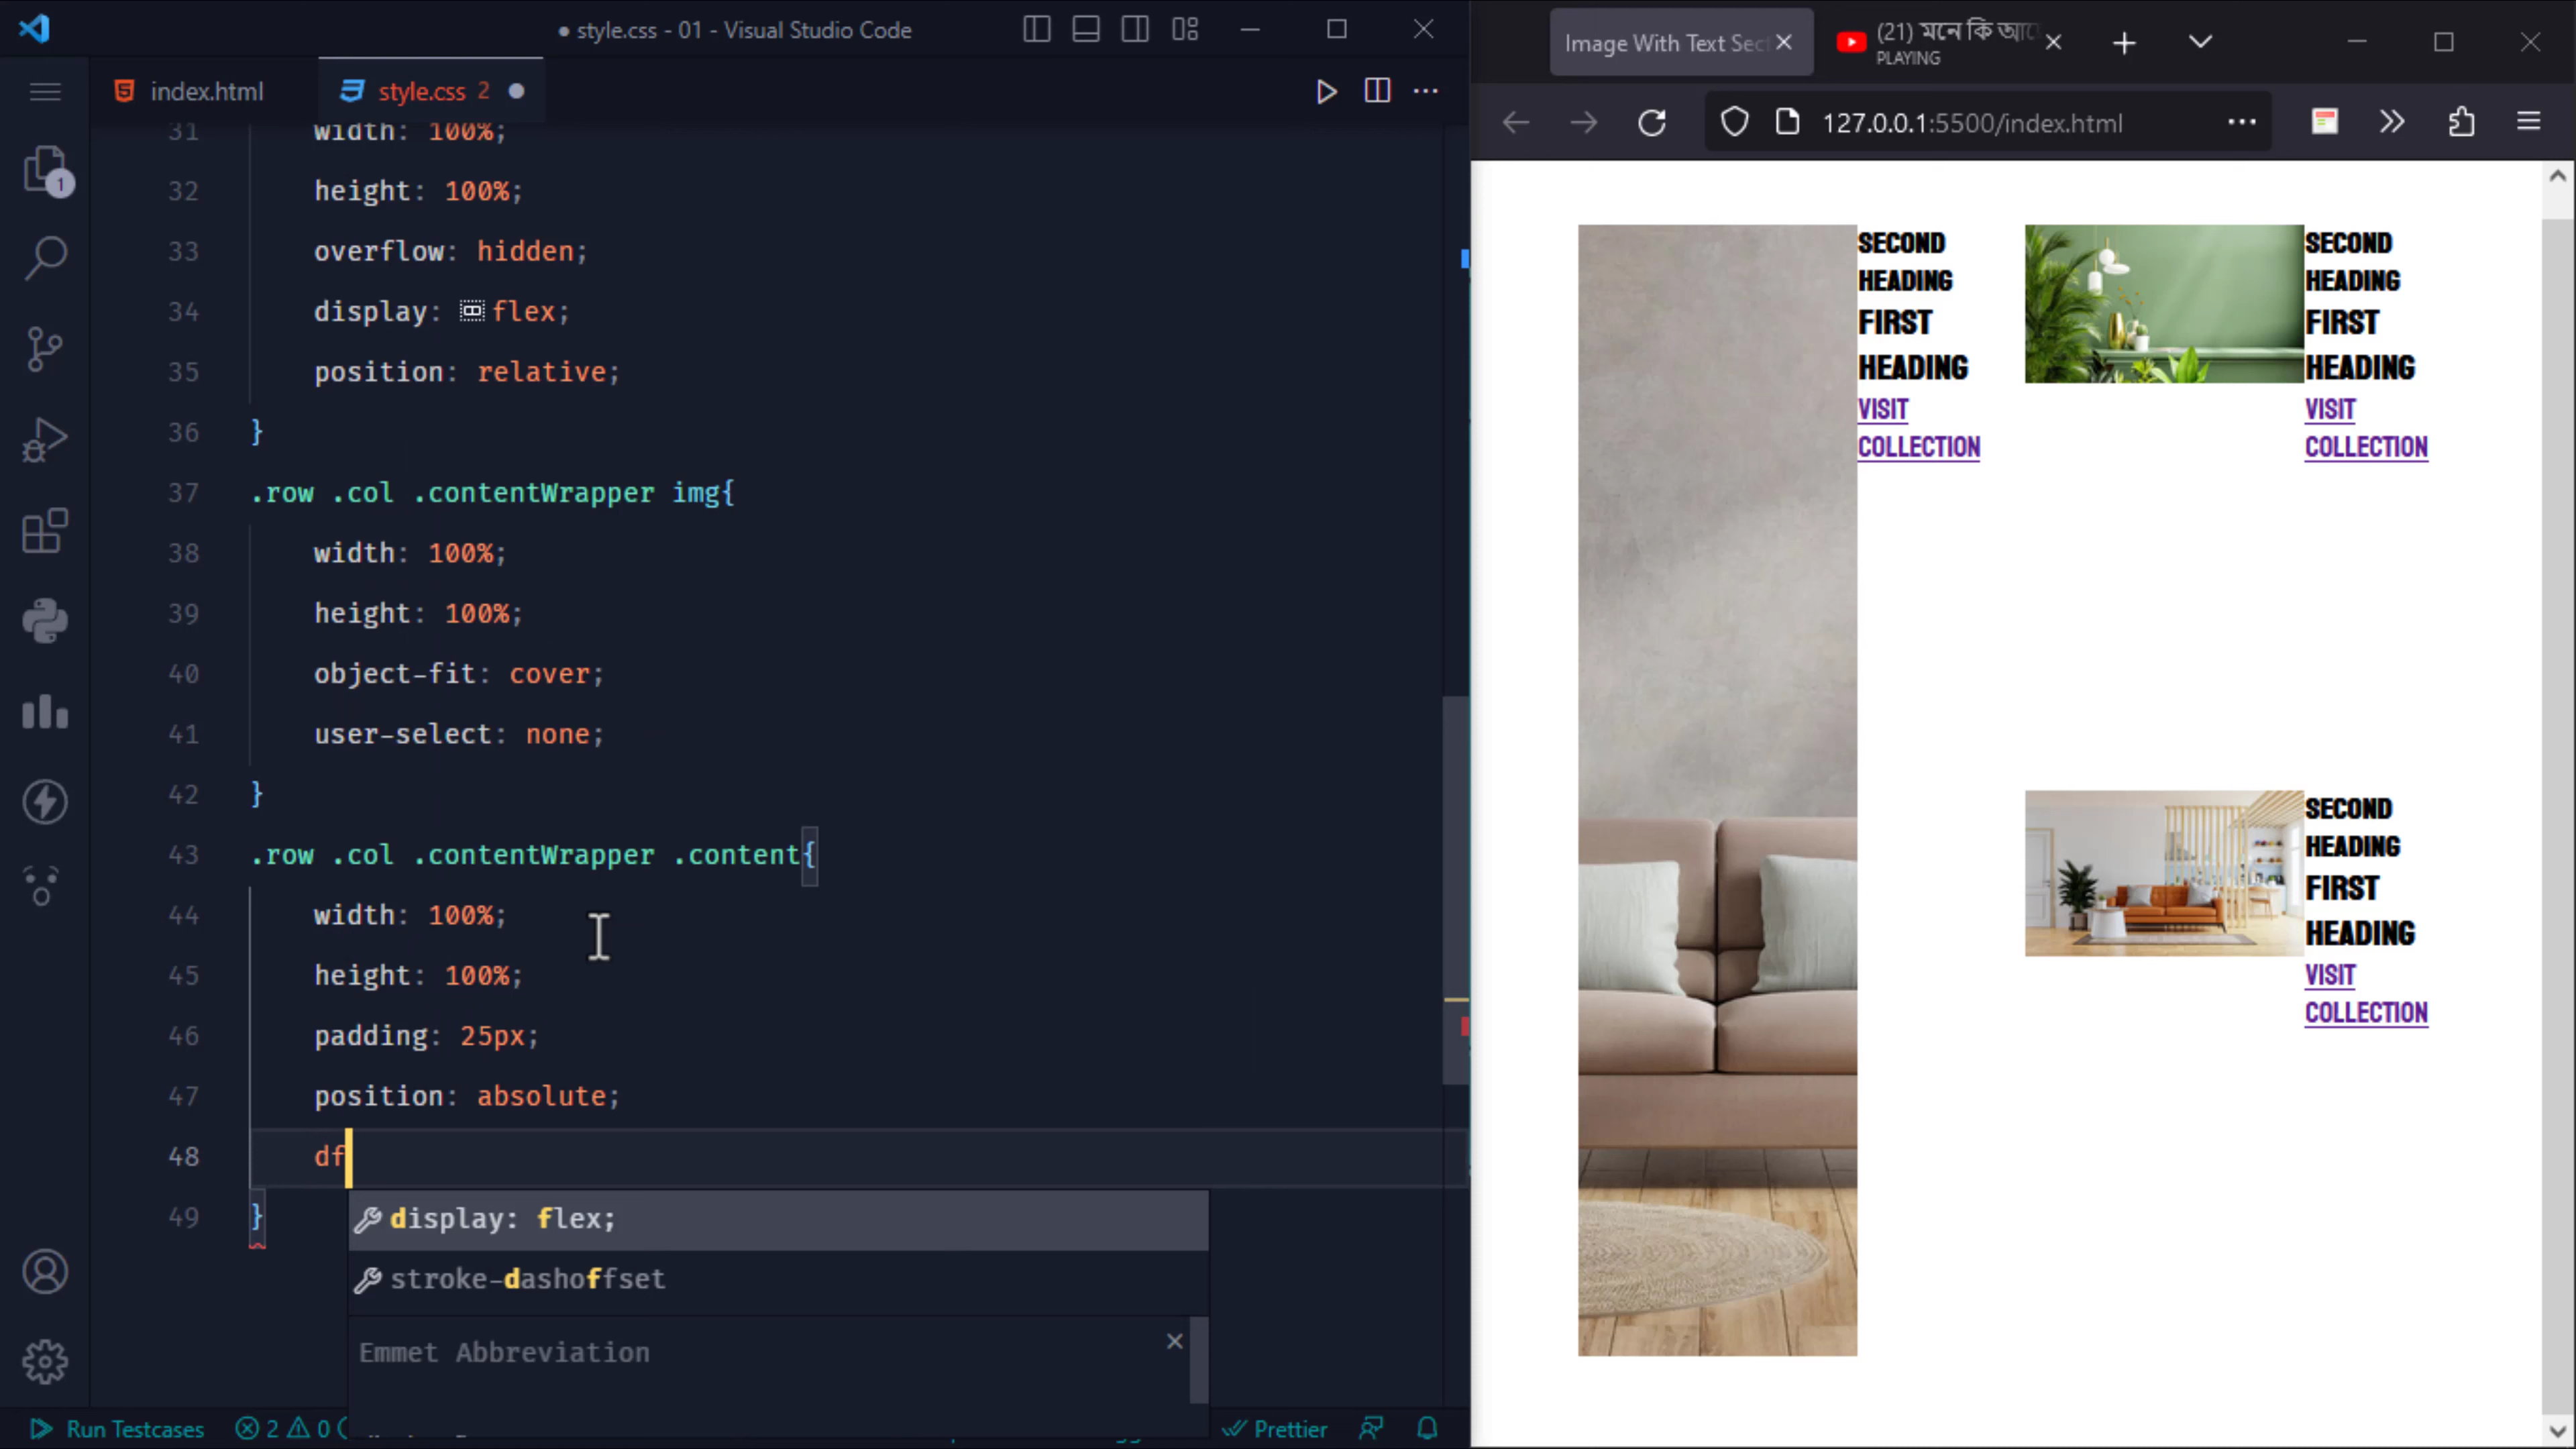 style.css - 01 - Visual Studio Code
index.html
style.css 2
31 width: 100%;
32 height: 100%;
33 overflow: hidden;
34 display: flex;
35 position: relative;
36 }
37 .row .col .contentWrapper img{
38 width: 100%;
39 height: 100%;
40 object-fit: cover;
41 user-select: none;
42 }
43 .row .col .contentWrapper .content{
44 width: 100%;
45 height: 100%;
46 padding: 25px;
47 position: absolute;
48 df
49 }
display: flex;
stroke-dashoffset
Emmet Abbreviation
1
Run Testcases
2 0
Prettier
Image With Text Sect
(21) মনে কি আছে
PLAYING
127.0.0.1:5500/index.html
SECOND
HEADING
FIRST
HEADING
VISIT
COLLECTION
SECOND
HEADING
FIRST
HEADING
VISIT
COLLECTION
SECOND
HEADING
FIRST
HEADING
VISIT
COLLECTION